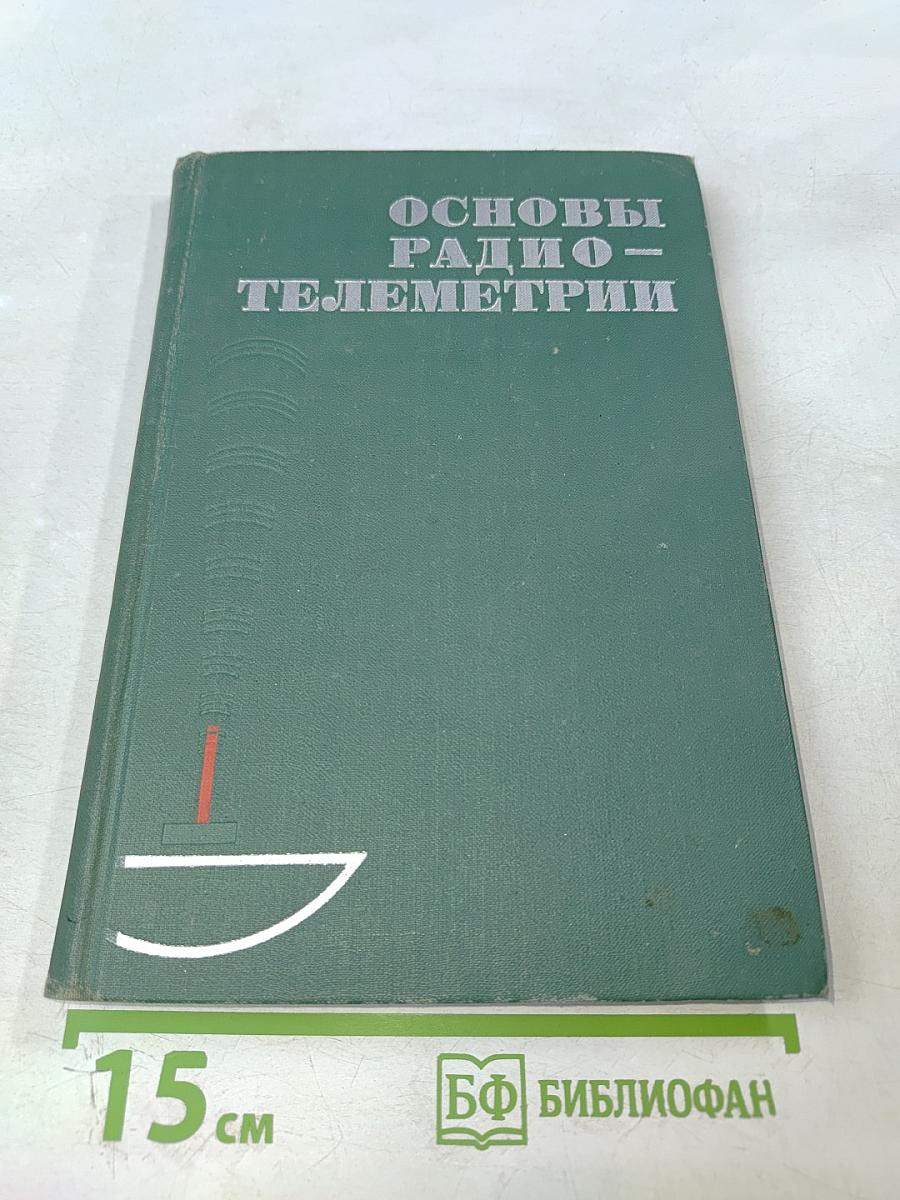 ОСНОВЫ
РАДИО-
ТЕЛЕМЕТРИИ
15 см
БФ БИБЛИОФАН